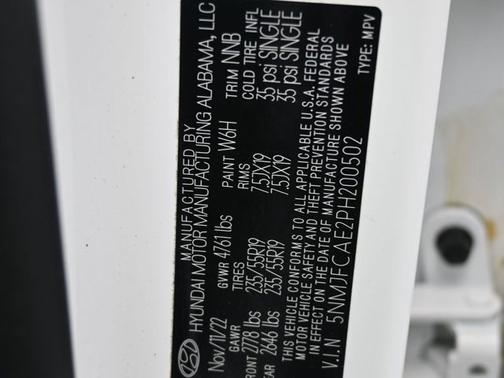 MANUFACTURED BY
HYUNDAI MOTOR MANUFACTURING ALABAMA, LLC
Nov/11/22 GVWR 4761 lbs PAINT W6H TRIM NNB
GAWR TIRES RIMS COLD TIRE INFL
FRONT 2778 lbs 235/55R19 7.5JX19 35 psi SINGLE
2646 lbs 235/55R19 7.5JX19 35 psi SINGLE
THIS VEHICLE CONFORMS TO ALL APPLICABLE U.S.A. FEDERAL
MOTOR VEHICLE SAFETY AND THEFT PREVENTION STANDARDS
IN EFFECT ON THE DATE OF MANUFACTURE SHOWN ABOVE
V.I.N 5NMJFCAE2PH200502 TYPE: MPV